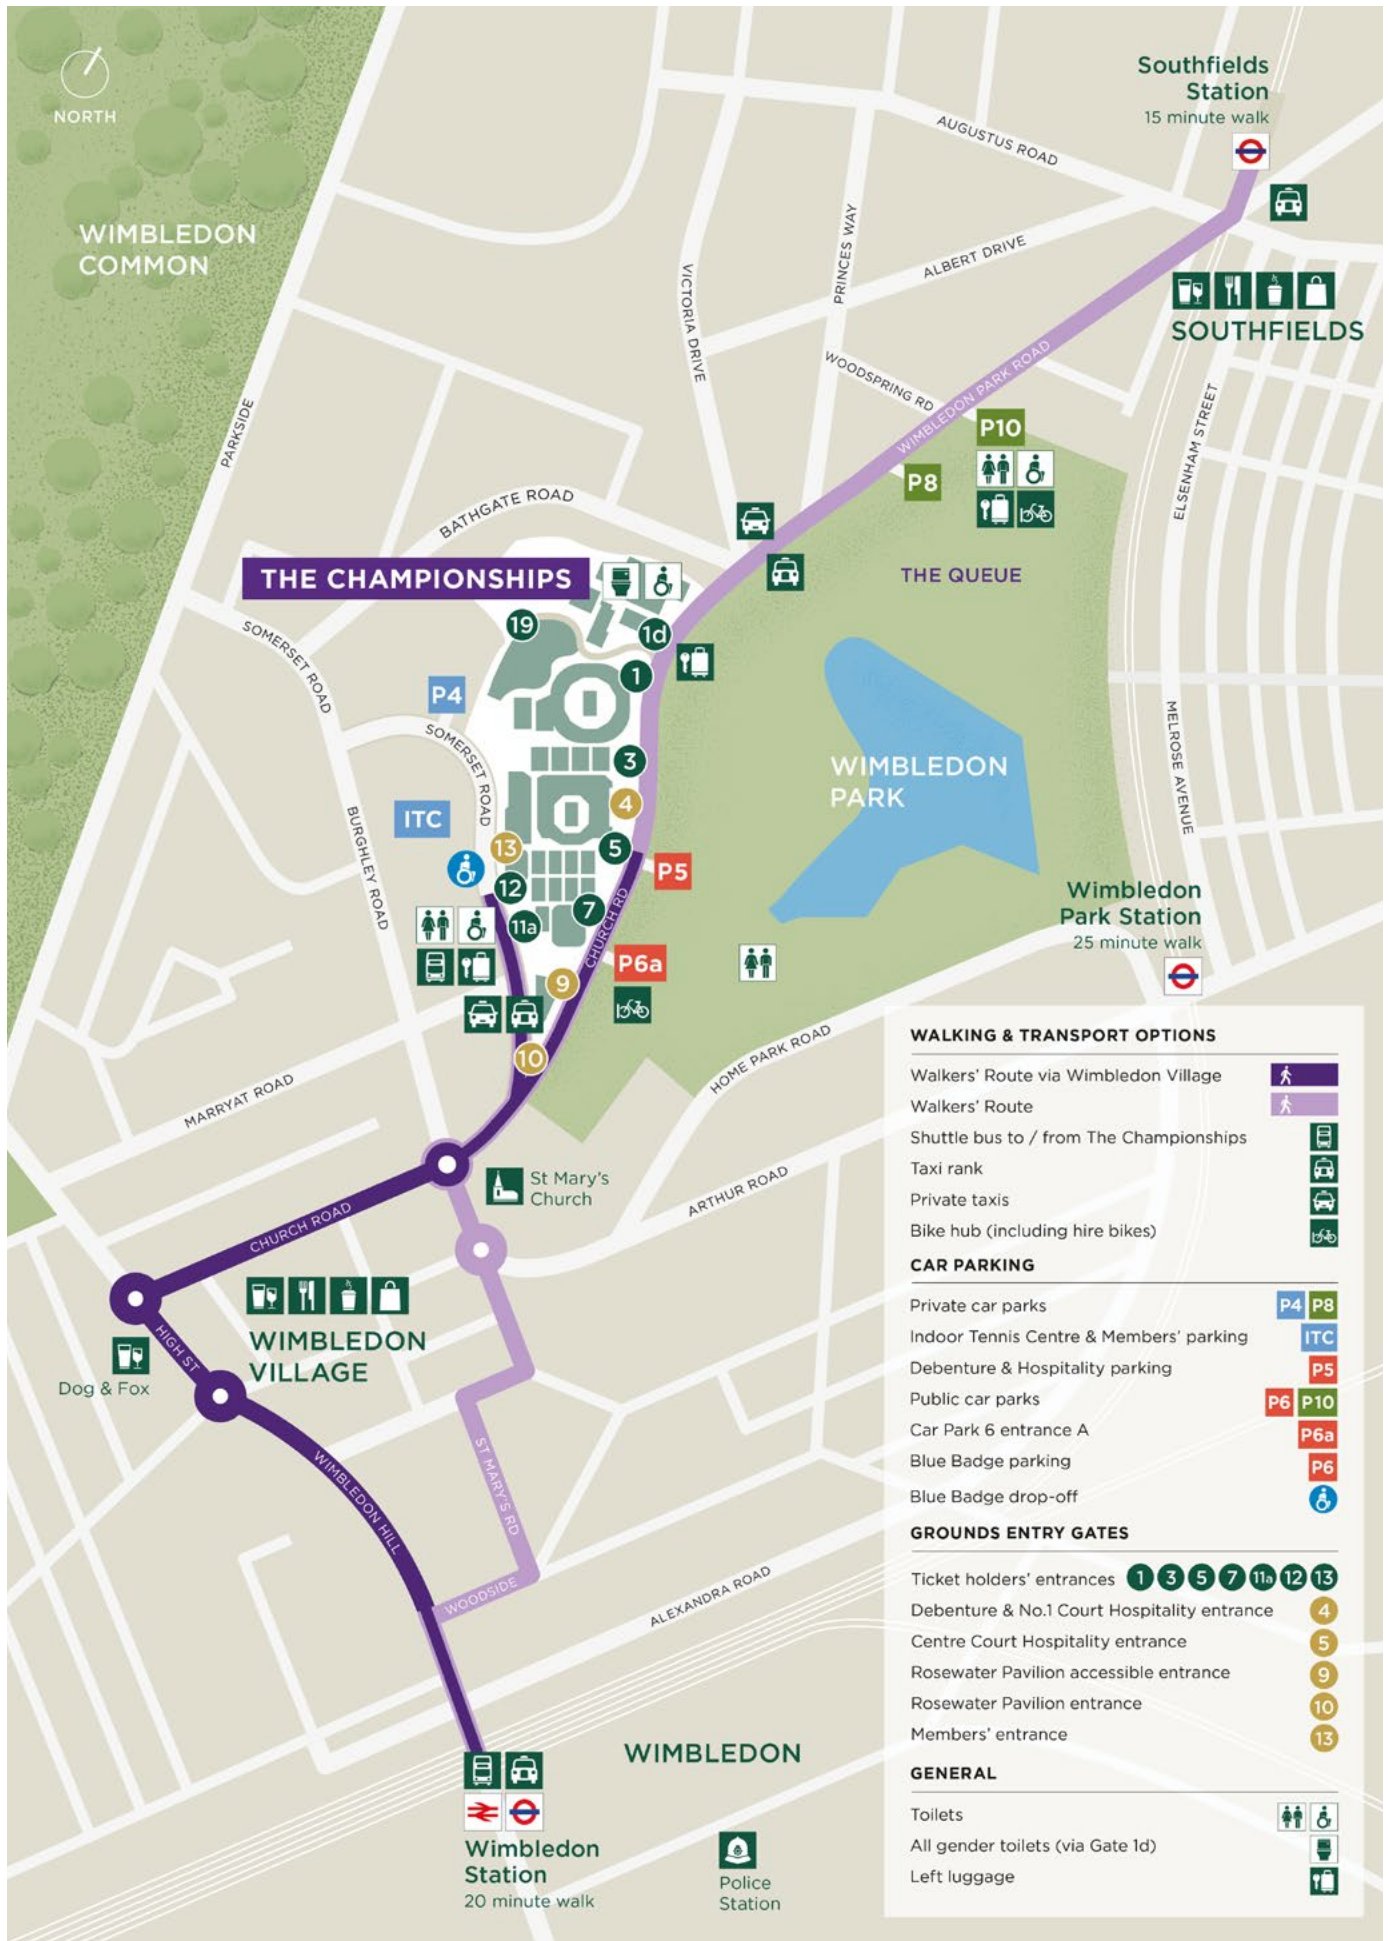 NORTH
WIMBLEDON
COMMON
Southfields
Station
15 minute walk
AUGUSTUS ROAD
PRINCES WAY
ALBERT DRIVE
VICTORIA DRIVE
SOUTHFIELDS
WOODSPRING RD
WIMBLEDON PARK ROAD
PARKSIDE
ELSENHAM STREET
P10
P8
BATHGATE ROAD
THE CHAMPIONSHIPS
THE QUEUE
19
1d
SOMERSET ROAD
1
P4
SOMERSET ROAD
3
WIMBLEDON
PARK
MELROSE AVENUE
4
ITC
BURGHLEY ROAD
13
5
P5
12
7
11a
CHURCH RD
Wimbledon
Park Station
25 minute walk
P6a
9
10
HOME PARK ROAD
MARRYAT ROAD
St Mary's
Church
ARTHUR ROAD
CHURCH ROAD
HIGH ST
WIMBLEDON
VILLAGE
Dog & Fox
WIMBLEDON HILL
ST MARY'S RD
WOODSIDE
ALEXANDRA ROAD
WIMBLEDON
Wimbledon
Station
20 minute walk
Police
Station
WALKING & TRANSPORT OPTIONS
Walkers' Route via Wimbledon Village
Walkers' Route
Shuttle bus to / from The Championships
Taxi rank
Private taxis
Bike hub (including hire bikes)
CAR PARKING
Private car parks P4 P8
Indoor Tennis Centre & Members' parking ITC
Debenture & Hospitality parking P5
Public car parks P6 P10
Car Park 6 entrance A P6a
Blue Badge parking P6
Blue Badge drop-off
GROUNDS ENTRY GATES
Ticket holders' entrances 1 3 5 7 11a 12 13
Debenture & No.1 Court Hospitality entrance 4
Centre Court Hospitality entrance 5
Rosewater Pavilion accessible entrance 9
Rosewater Pavilion entrance 10
Members' entrance 13
GENERAL
Toilets
All gender toilets (via Gate 1d)
Left luggage